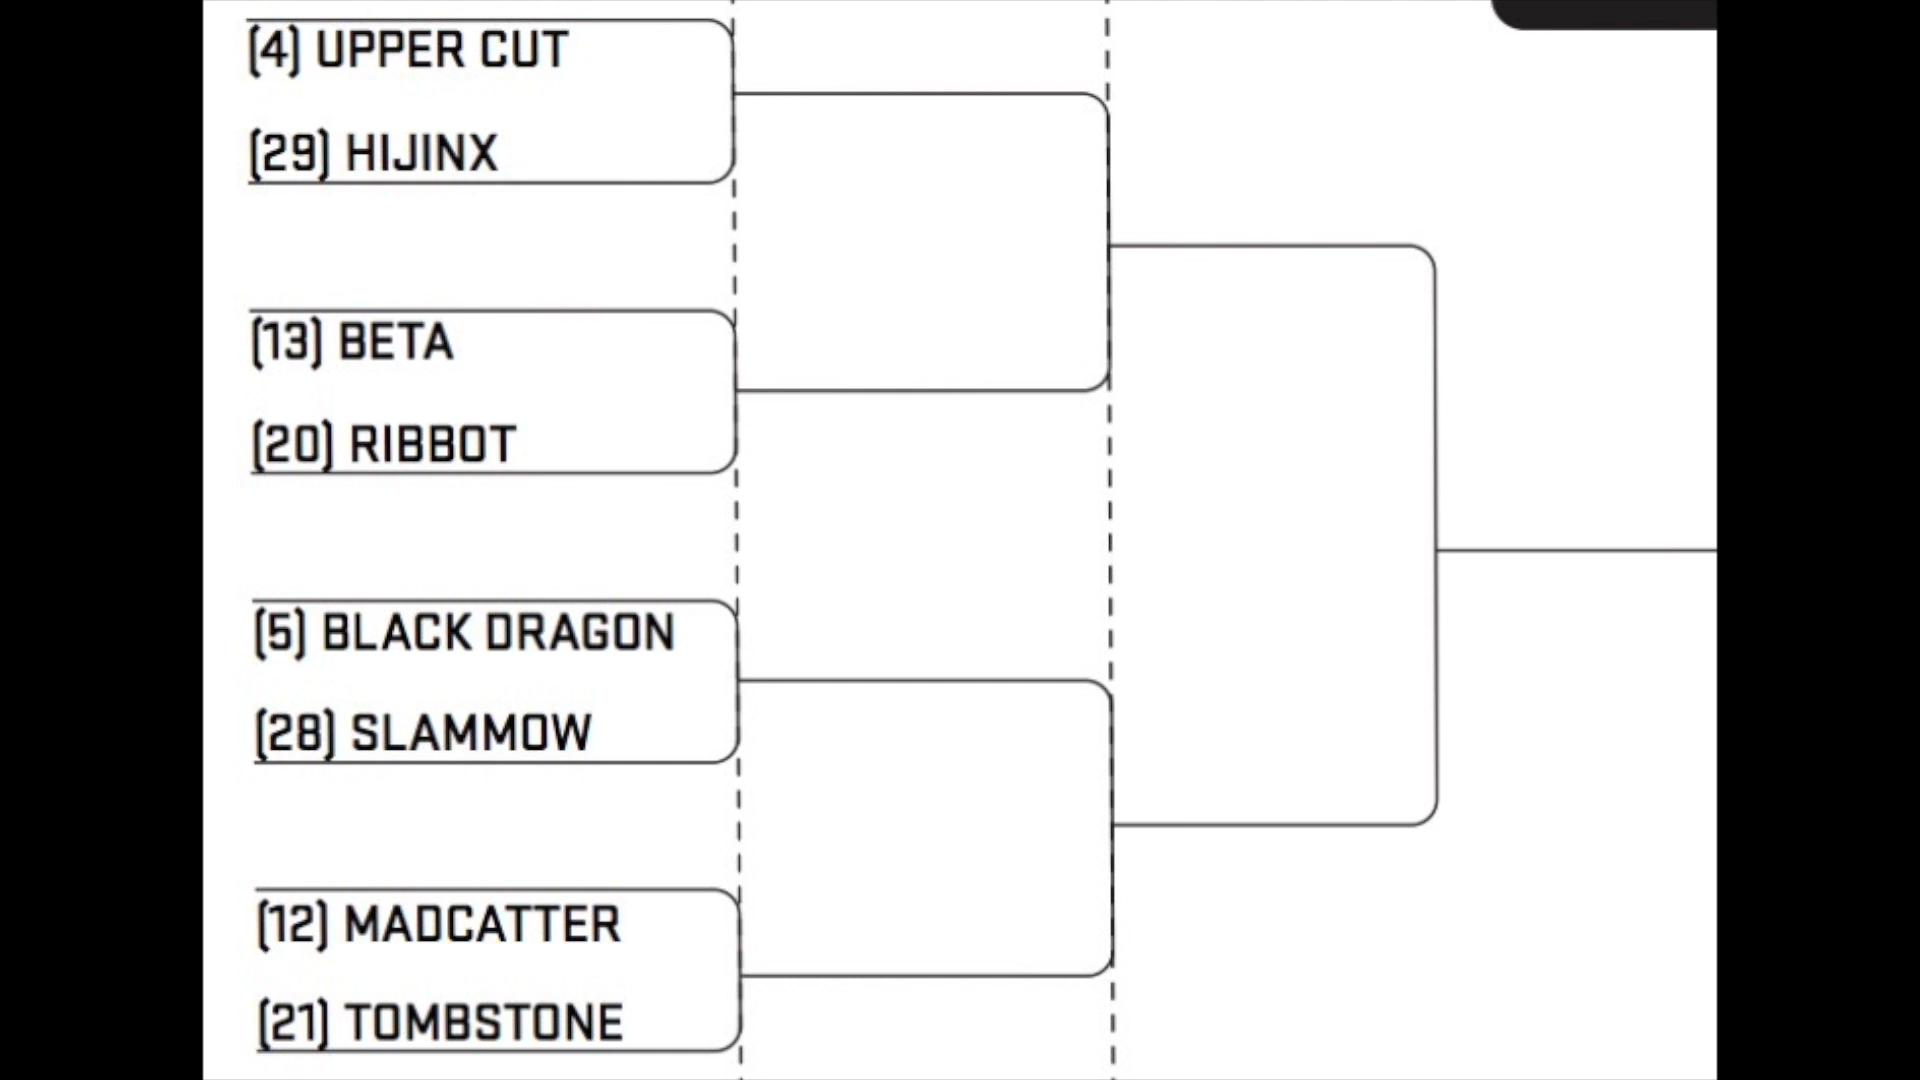 (4) UPPER CUT
(29) HIJINX
(13) BETA
(20) RIBBOT
(5) BLACK DRAGON
(28) SLAMMOW
(12) MADCATTER
(21) TOMBSTONE